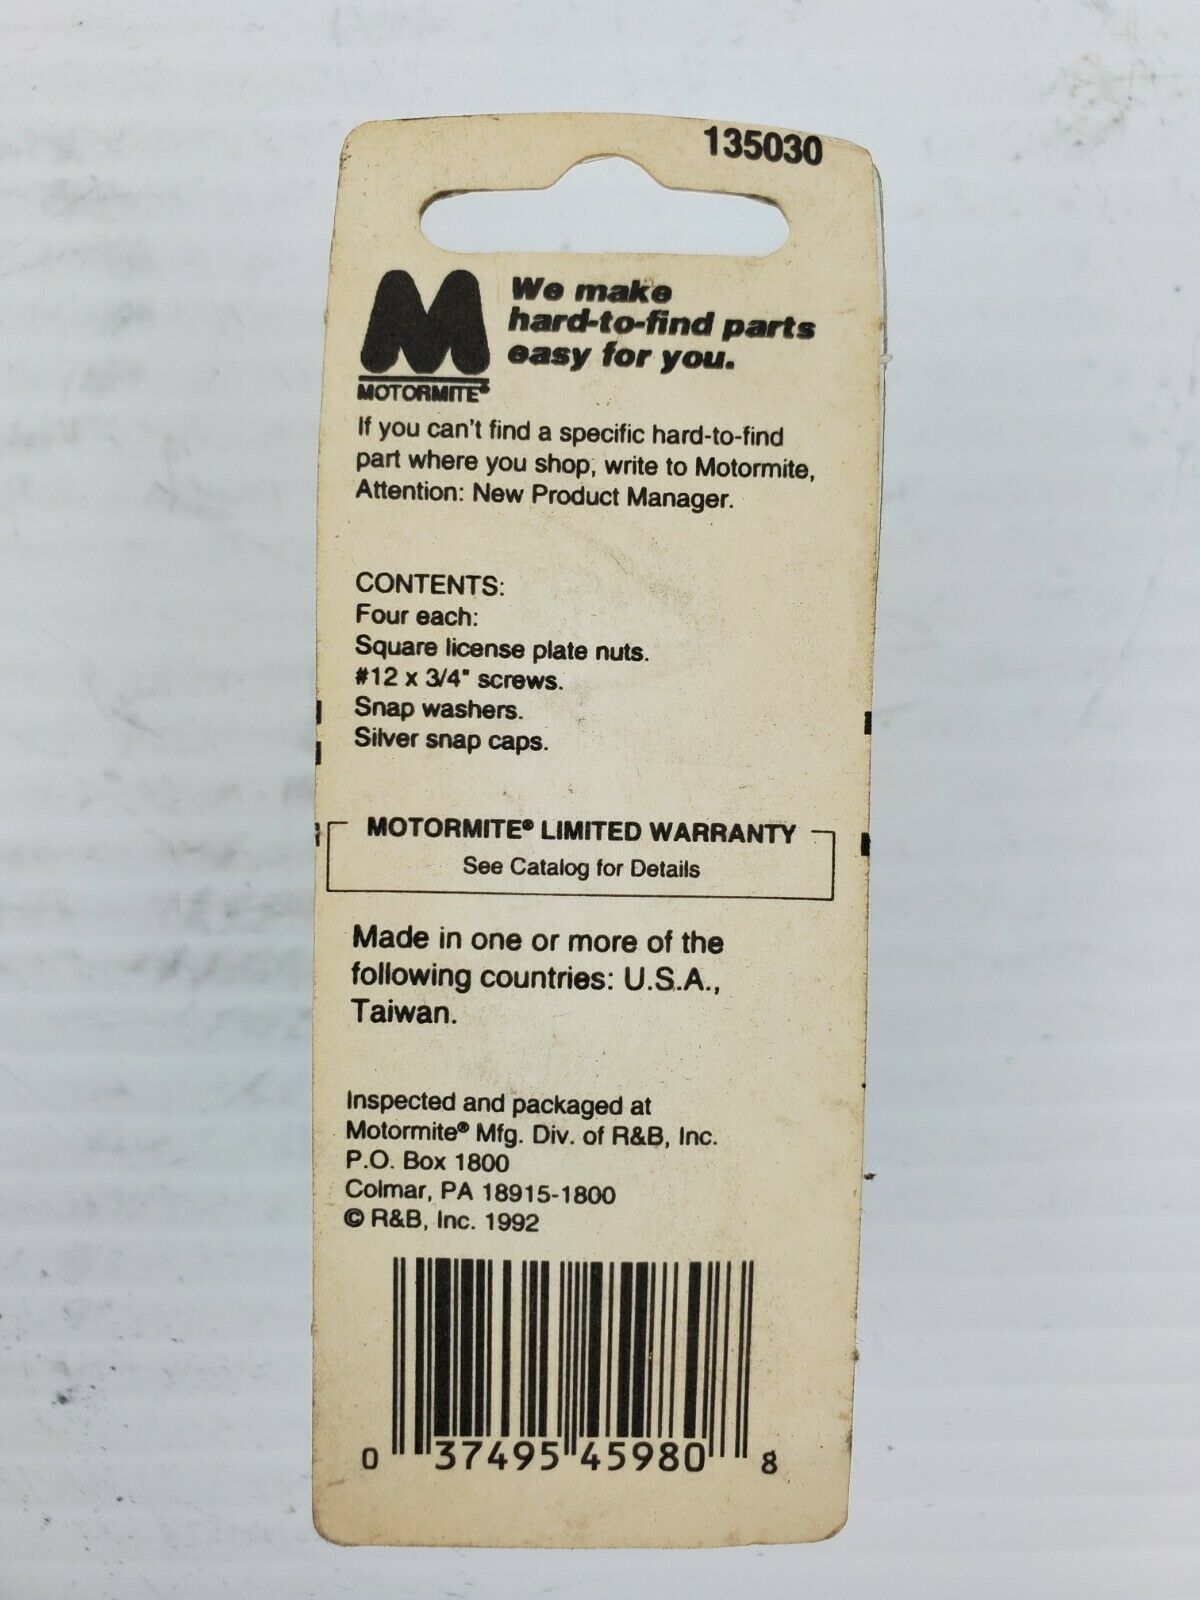 135030
We make
hard-to-find parts
easy for you.
MOTORMITE®
If you can't find a specific hard-to-find
part where you shop, write to Motormite,
Attention: New Product Manager.
CONTENTS:
Four each:
Square license plate nuts.
#12 x 3/4" screws.
Snap washers.
Silver snap caps.
MOTORMITE® LIMITED WARRANTY
See Catalog for Details
Made in one or more of the
following countries: U.S.A.,
Taiwan.
Inspected and packaged at
Motormite® Mfg. Div. of R&B, Inc.
P.O. Box 1800
Colmar, PA 18915-1800
© R&B, Inc. 1992
0 37495 45980 8